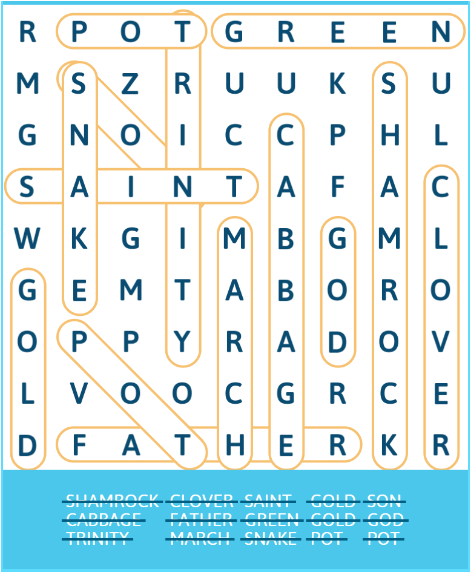 R P O T G R E E N
M S Z R U U K S U
G N O I C C P H L
S A I N T A F A C
W K G I M B G M L
G E M T A B O R O
O P P Y R A D O V
L V O O C G R C E
D F A T H E R K R
SHAMROCK CLOVER SAINT GOLD SON
CABBAGE FATHER GREEN GOLD GOD
TRINITY MARCH SNAKE POT POT